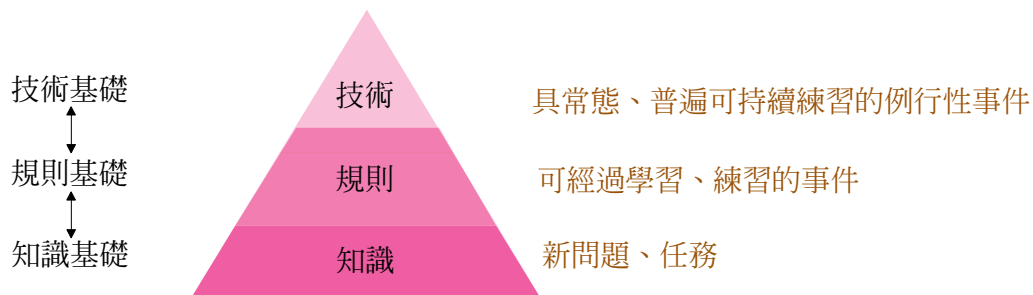 技術基礎
技術
具常態、普遍可持續練習的例行性事件
規則基礎
規則
可經過學習、練習的事件
知識基礎
知識
新問題、任務